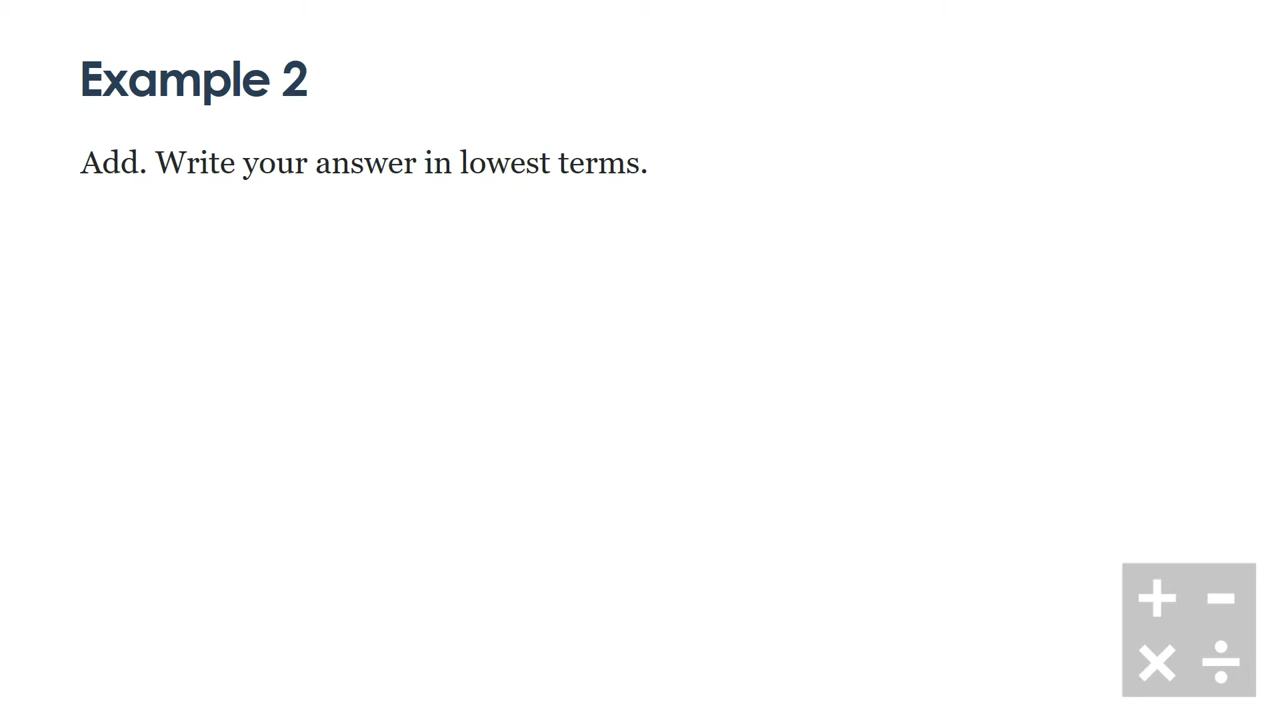 Example 2
Add. Write your answer in lowest terms.
+ -
× ÷